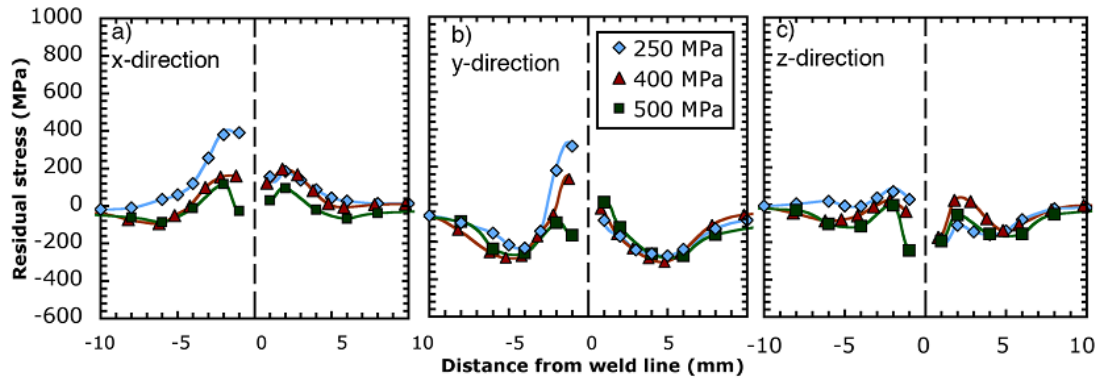 Residual stress (MPa)
1000
800
600
400
200
0
-200
-400
-600
a)
x-direction
b)
y-direction
250 MPa
400 MPa
500 MPa
c)
z-direction
-10 -5 0 5 -10 -5 0 5 -10 -5 0 5 10
Distance from weld line (mm)